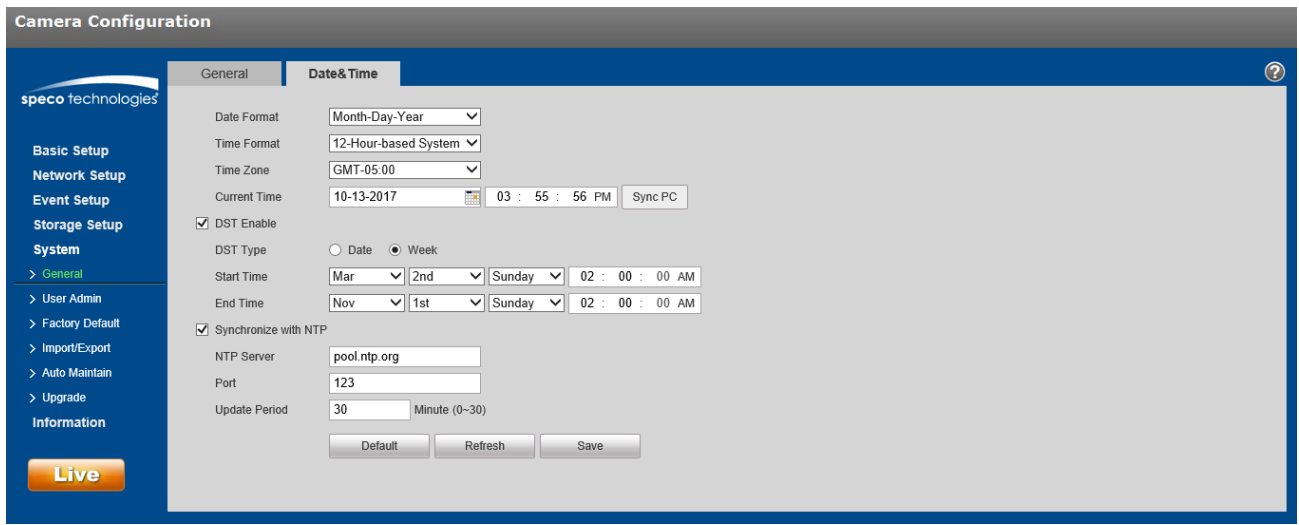 Camera Configuration
speco technologies
Basic Setup
Network Setup
Event Setup
Storage Setup
System
> General
> User Admin
> Factory Default
> Import/Export
> Auto Maintain
> Upgrade
Information
Live
General Date&Time ?
Date Format Month-Day-Year
Time Format 12-Hour-based System
Time Zone GMT-05:00
Current Time 10-13-2017 03 : 55 : 56 PM Sync PC
DST Enable
DST Type Date Week
Start Time Mar 2nd Sunday 02 : 00 : 00 AM
End Time Nov 1st Sunday 02 : 00 : 00 AM
Synchronize with NTP
NTP Server pool.ntp.org
Port 123
Update Period 30 Minute (0~30)
Default Refresh Save